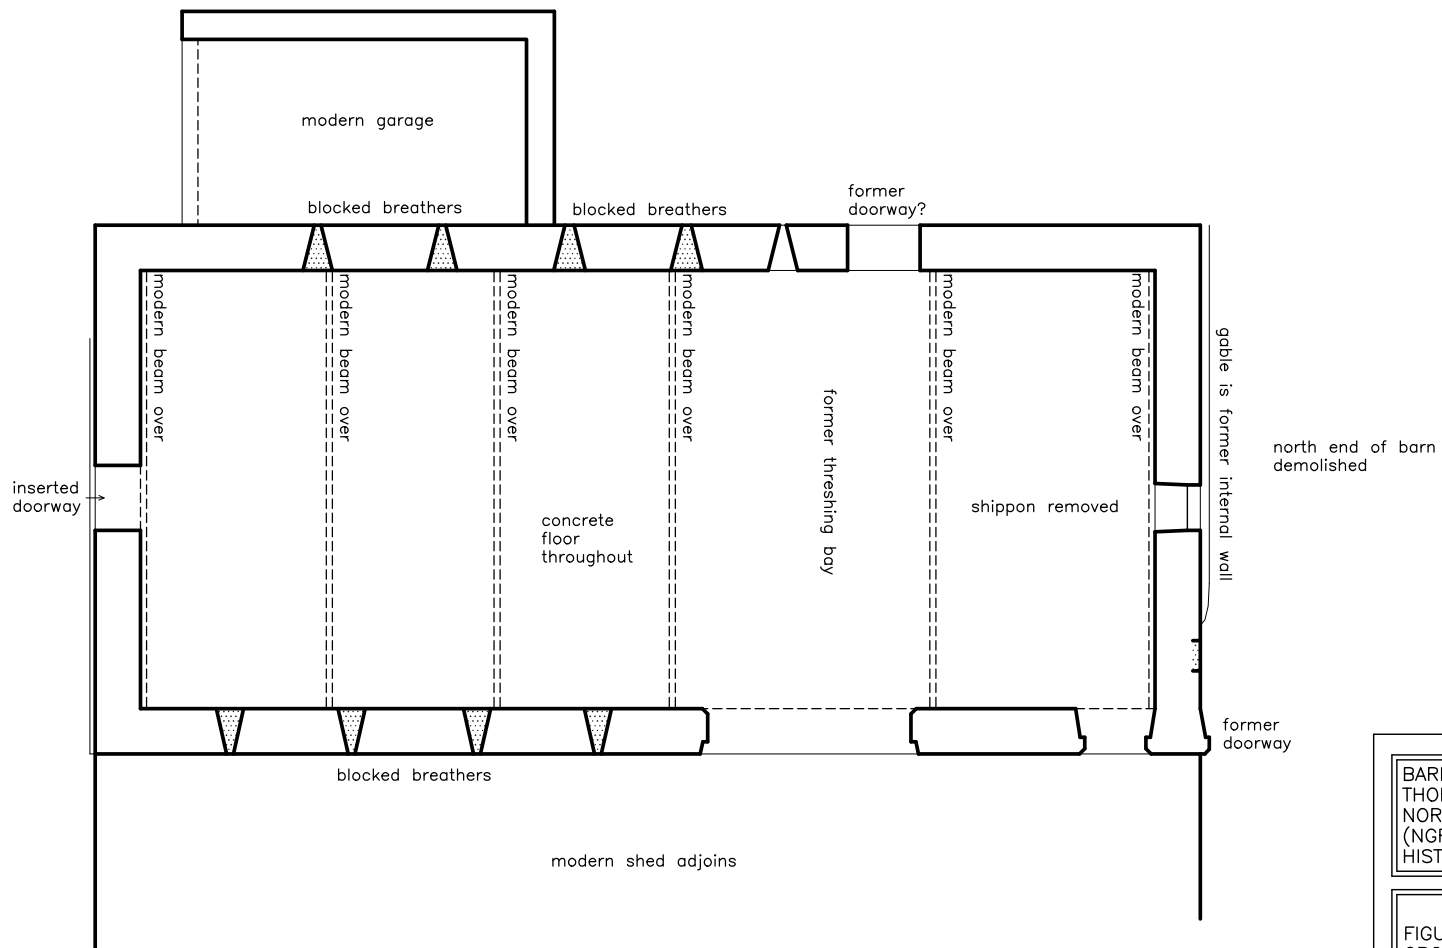 modern garage
blocked breathers
blocked breathers
former
doorway?
modern beam over
modern beam over
modern beam over
modern beam over
modern beam over
modern beam over
gable is former internal wall
former threshing bay
north end of barn
demolished
inserted
doorway
concrete
floor
throughout
shippon removed
former
doorway
blocked breathers
modern shed adjoins
(NGR